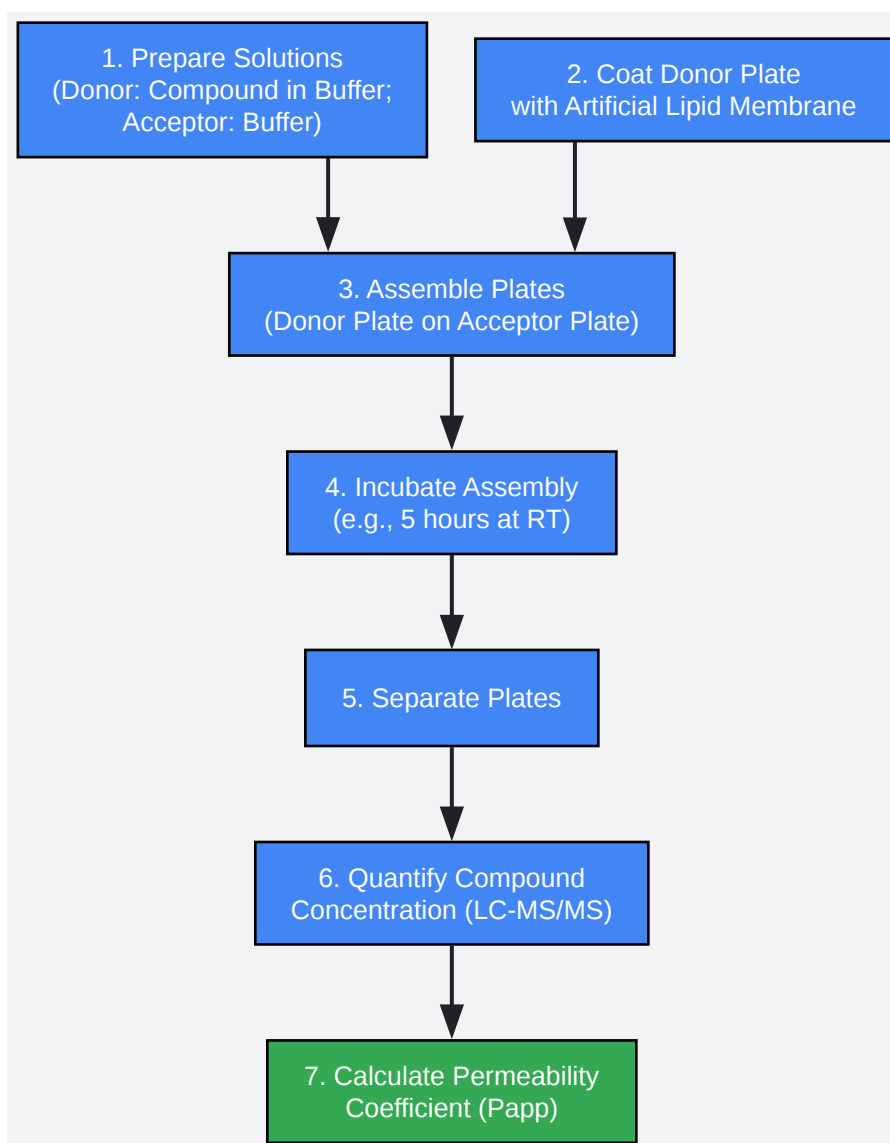 1. Prepare Solutions
(Donor: Compound in Buffer;
Acceptor: Buffer)
2. Coat Donor Plate
with Artificial Lipid Membrane
3. Assemble Plates
(Donor Plate on Acceptor Plate)
4. Incubate Assembly
(e.g., 5 hours at RT)
5. Separate Plates
6. Quantify Compound
Concentration (LC-MS/MS)
7. Calculate Permeability
Coefficient (Papp)